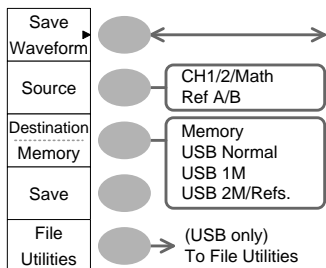 Save
Waveform
Source
CH1/2/Math
Ref A/B
Destination
Memory
Memory
USB Normal
USB 1M
USB 2M/Refs.
Save
File
Utilities
(USB only)
To File Utilities